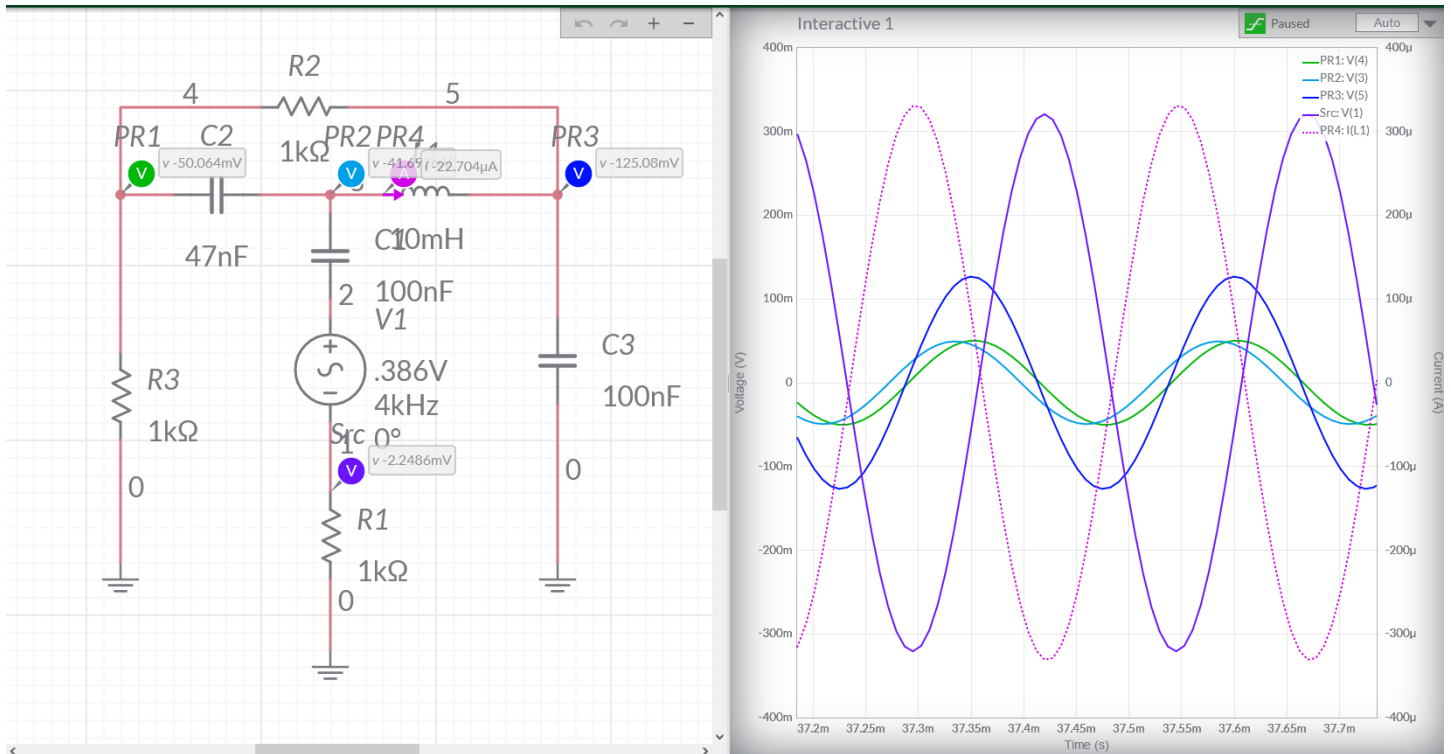 Interactive 1
Paused
Auto
R2
4
5
PR1
C2
PR2
PR4
PR3
1kΩ
v -50.064mV
v -41.69
i -22.704µA
v -125.08mV
V
V
V
47nF
C1
10mH
100nF
2
V1
.386V
4kHz
0°
Src
1
v -2.2486mV
V
R3
1kΩ
0
C3
100nF
0
R1
1kΩ
0
PR1: V(4)
PR2: V(3)
PR3: V(5)
Src: V(1)
PR4: I(L1)
400m
300m
200m
100m
0
-100m
-200m
-300m
-400m
Voltage (V)
400µ
300µ
200µ
100µ
0
-100µ
-200µ
-300µ
-400µ
Current (A)
37.2m 37.25m 37.3m 37.35m 37.4m 37.45m 37.5m 37.55m 37.6m 37.65m 37.7m
Time (s)